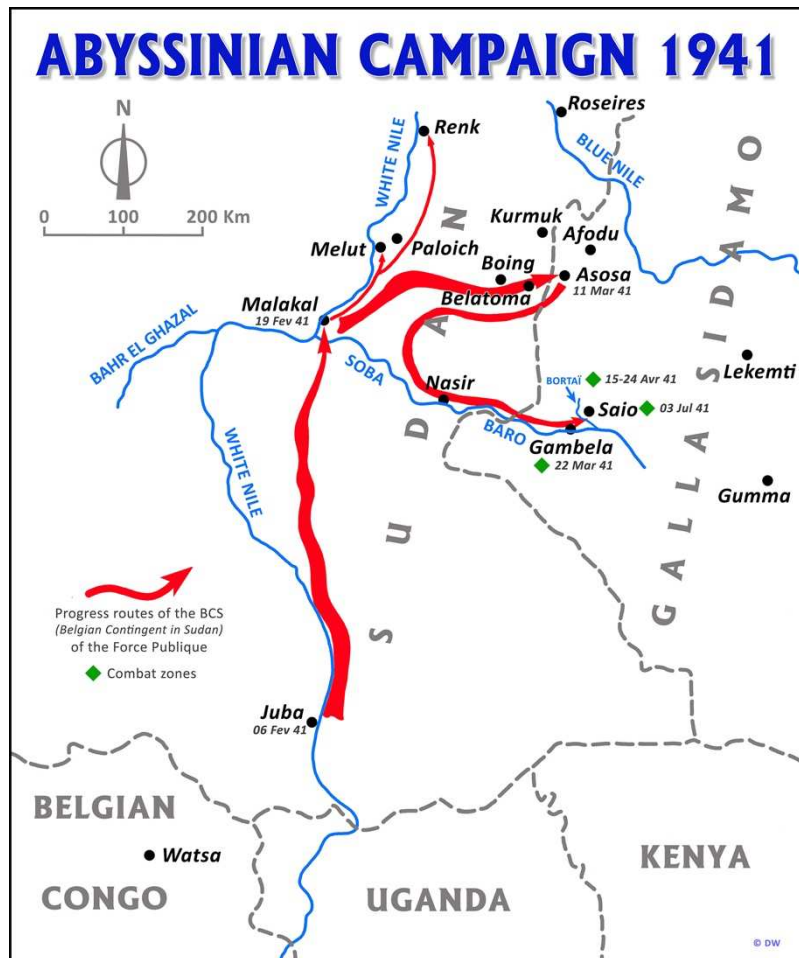 ABYSSINIAN CAMPAIGN 1941
N
0 100 200 Km
Renk
Roseires
WHITE NILE
BLUE NILE
Melut
Paloich
Kurmuk
Afodu
Boing
Asosa
11 Mar 41
Belatoma
Malakal
19 Fev 41
BAHR EL GHAZAL
SOBA
WHITE NILE
Nasir
BORTAÏ
15-24 Avr 41
Saio
03 Jul 41
BARO
Gambela
22 Mar 41
Lekemti
Gumma
SUDAN
GALLA SIDAMO
Progress routes of the BCS
(Belgian Contingent in Sudan)
of the Force Publique
Combat zones
Juba
06 Fev 41
BELGIAN
CONGO
Watsa
UGANDA
KENYA
© DW